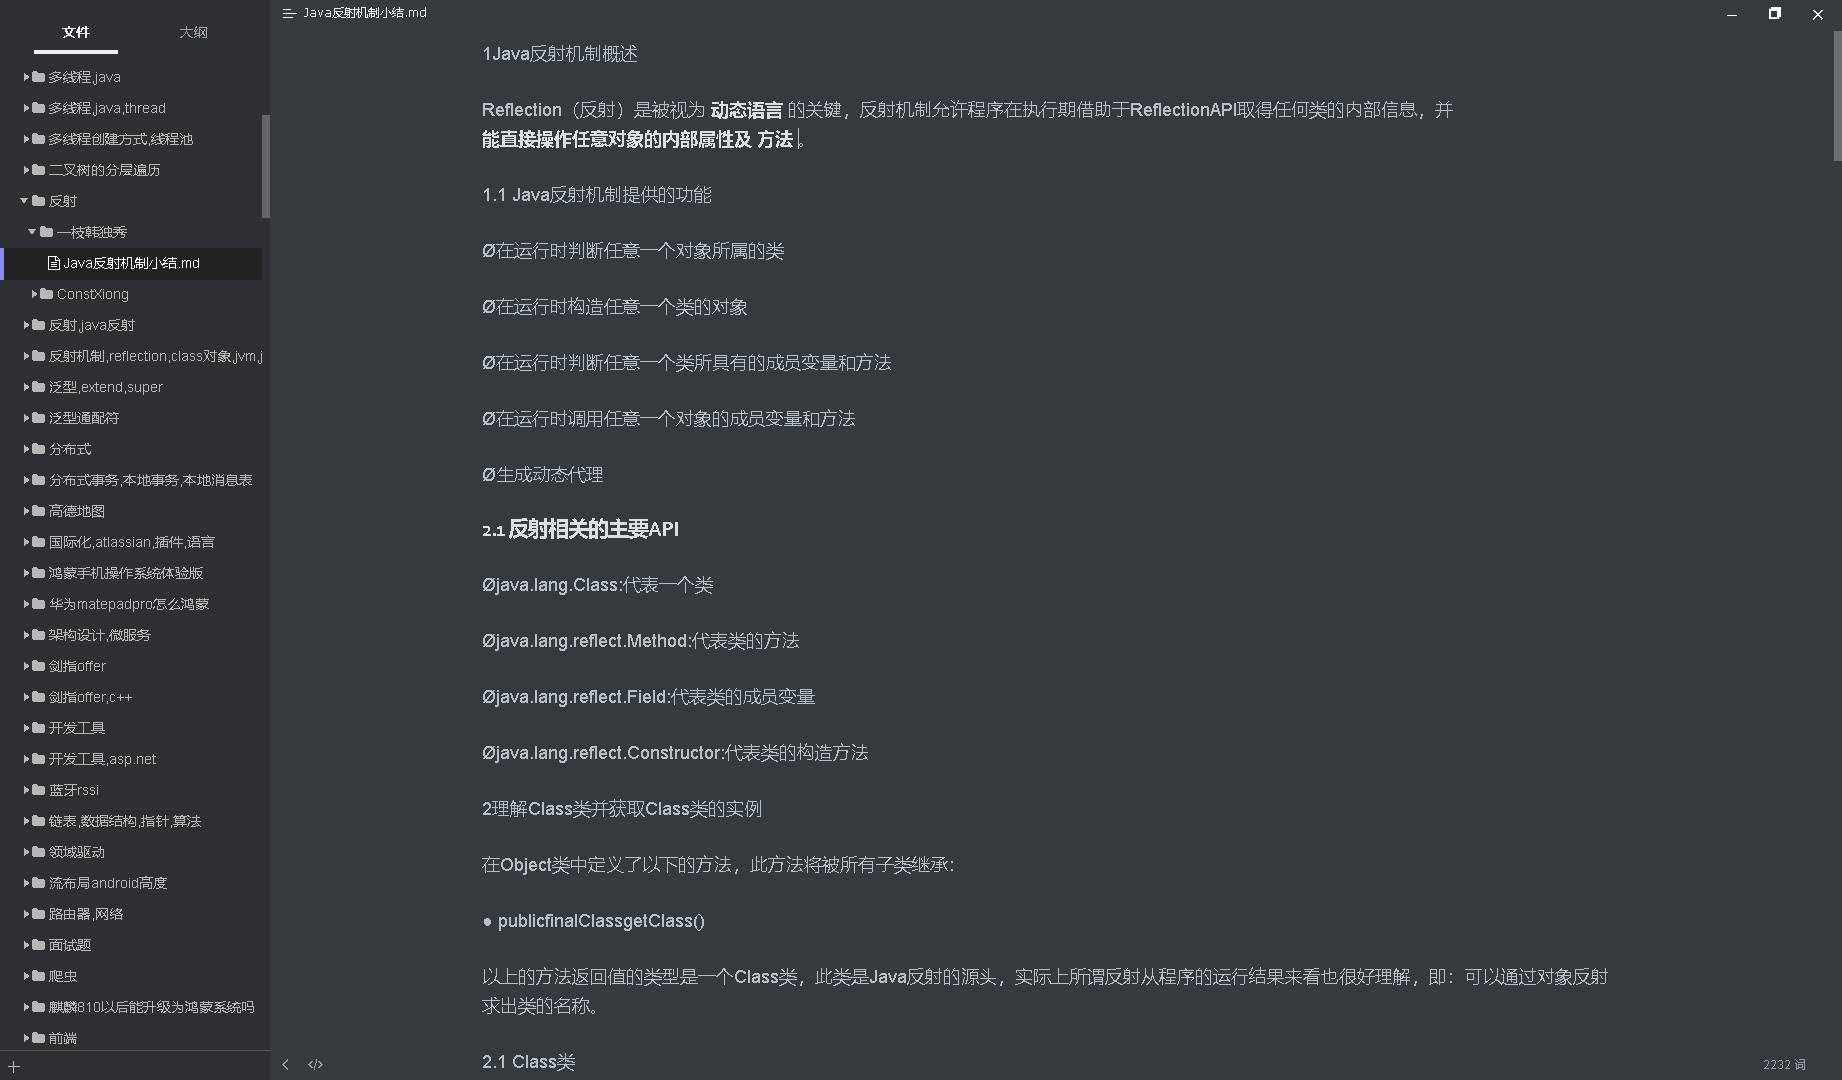 文件
大纲
多线程,java
多线程,java,thread
多线程创建方式,线程池
二叉树的分层遍历
反射
一枝韩独秀
Java反射机制小结.md
ConstXiong
反射,java反射
反射机制,reflection,class对象,jvm,j
泛型,extend,super
泛型通配符
分布式
分布式事务,本地事务,本地消息表
高德地图
国际化,atlassian,插件,语言
鸿蒙手机操作系统体验版
华为matepadpro怎么鸿蒙
架构设计,微服务
剑指offer
剑指offer,c++
开发工具
开发工具,asp.net
蓝牙rssi
链表,数据结构,指针,算法
领域驱动
流布局android高度
路由器,网络
面试题
爬虫
麒麟810以后能升级为鸿蒙系统吗
前端
Java反射机制小结.md
1Java反射机制概述
Reflection（反射）是被视为 动态语言 的关键，反射机制允许程序在执行期借助于ReflectionAPI取得任何类的内部信息，并
能直接操作任意对象的内部属性及 方法 。
1.1 Java反射机制提供的功能
Ø在运行时判断任意一个对象所属的类
Ø在运行时构造任意一个类的对象
Ø在运行时判断任意一个类所具有的成员变量和方法
Ø在运行时调用任意一个对象的成员变量和方法
Ø生成动态代理
2.1 反射相关的主要API
Øjava.lang.Class:代表一个类
Øjava.lang.reflect.Method:代表类的方法
Øjava.lang.reflect.Field:代表类的成员变量
Øjava.lang.reflect.Constructor:代表类的构造方法
2理解Class类并获取Class类的实例
在Object类中定义了以下的方法，此方法将被所有子类继承：
● publicfinalClassgetClass()
以上的方法返回值的类型是一个Class类，此类是Java反射的源头，实际上所谓反射从程序的运行结果来看也很好理解，即：可以通过对象反射
求出类的名称。
2.1 Class类
2232 词